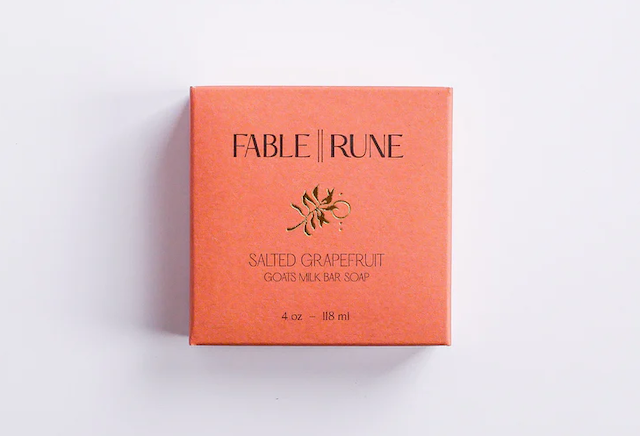 FABLE || RUNE
SALTED GRAPEFRUIT
GOATS MILK BAR SOAP
4 oz – 118 ml